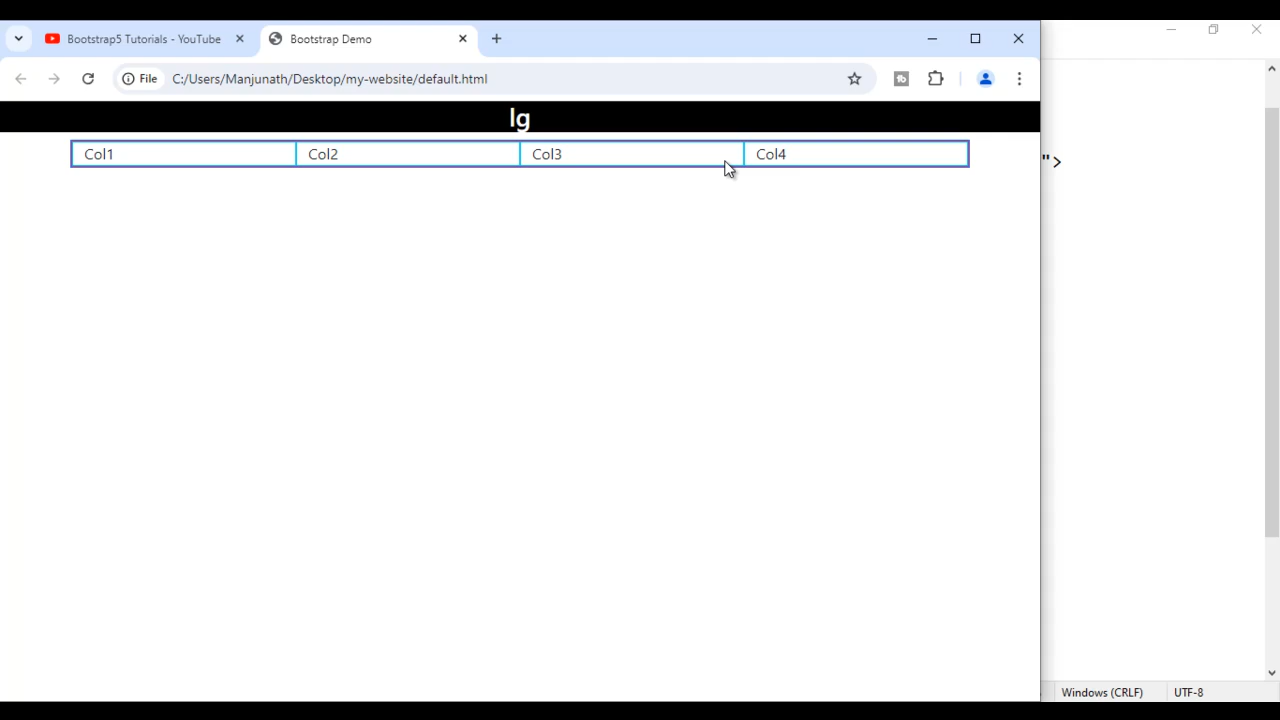 Bootstrap5 Tutorials - YouTube
Bootstrap Demo
File C:/Users/Manjunath/Desktop/my-website/default.html
lg
Col1 Col2 Col3 Col4
">
Windows (CRLF) UTF-8